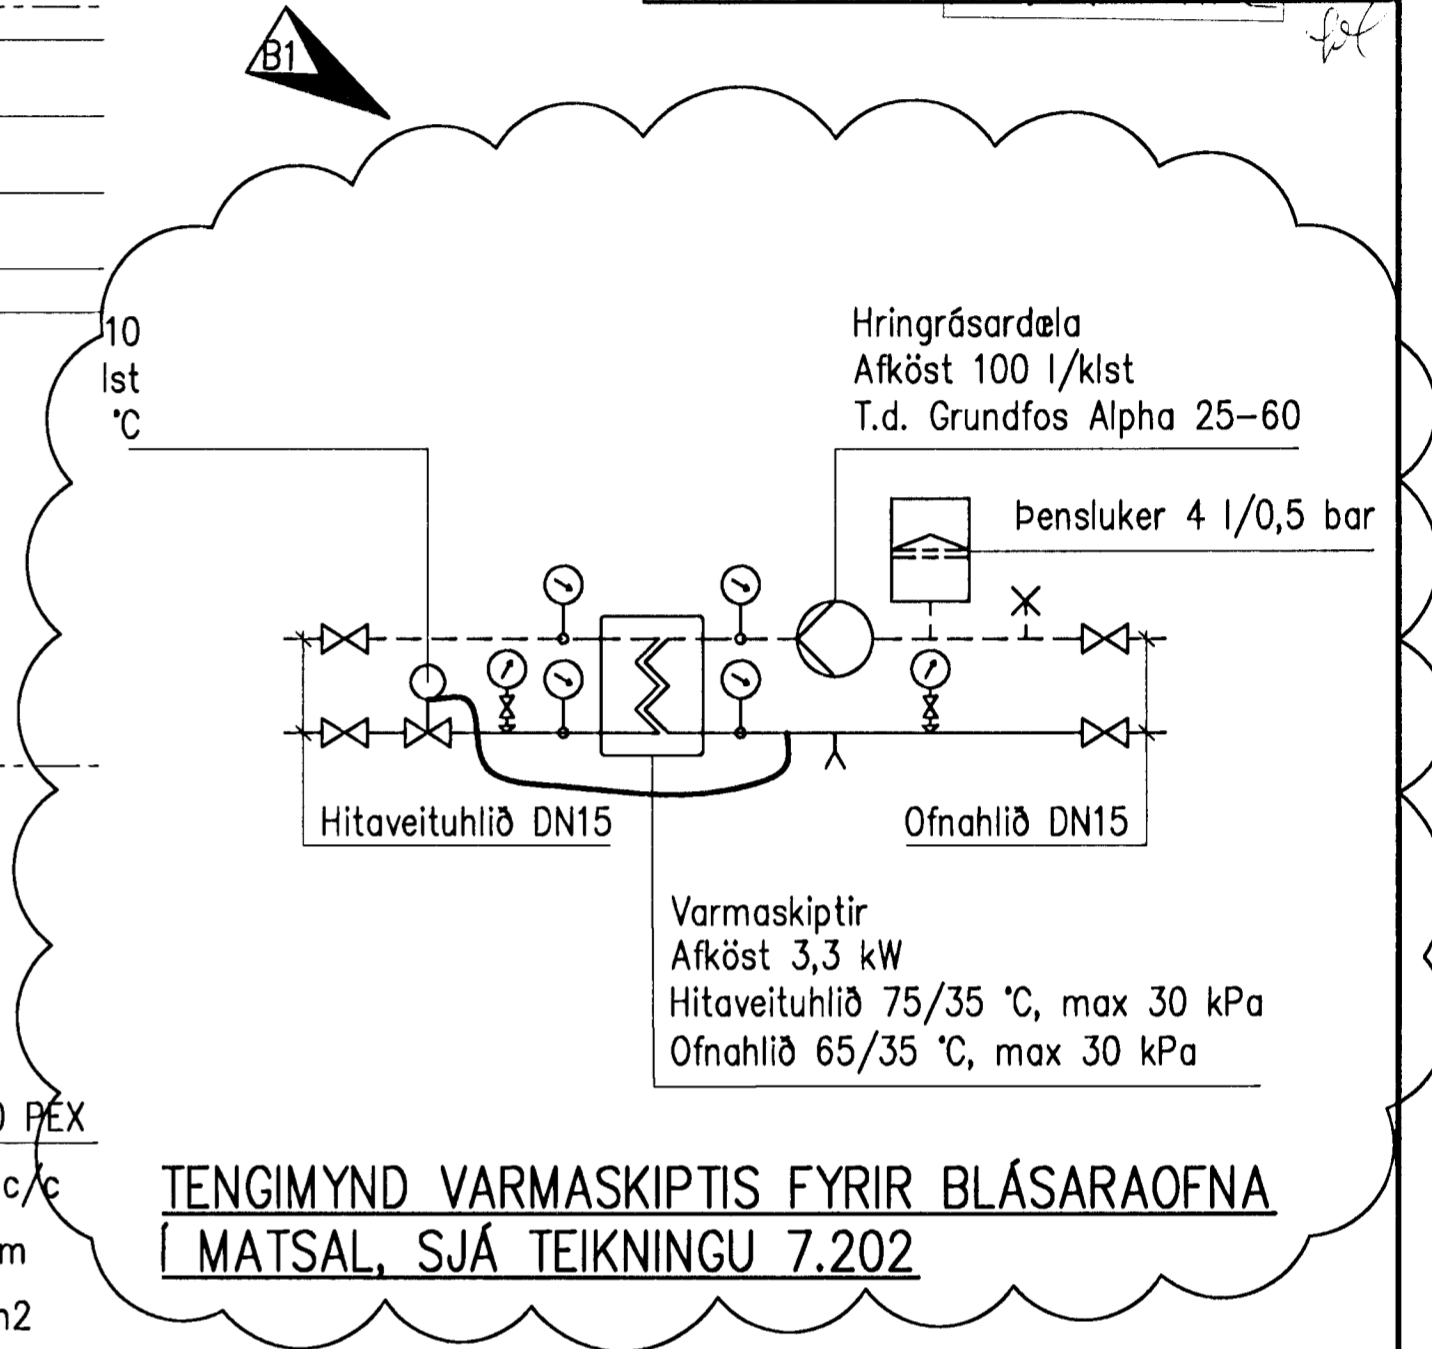 B1
10
lst
°C
Hringrásardæla
Afköst 100 l/klst
T.d. Grundfos Alpha 25-60
Þensluker 4 l/0,5 bar
Hitaveituhlið DN15
Ofnahlið DN15
Varmaskiptir
Afköst 3,3 kW
Hitaveituhlið 75/35 °C, max 30 kPa
Ofnahlið 65/35 °C, max 30 kPa
PEX
c/c
m
TENGIMYND VARMASKIPTIS FYRIR BLÁSARAOFNA
Í MATSAL, SJÁ TEIKNINGU 7.202